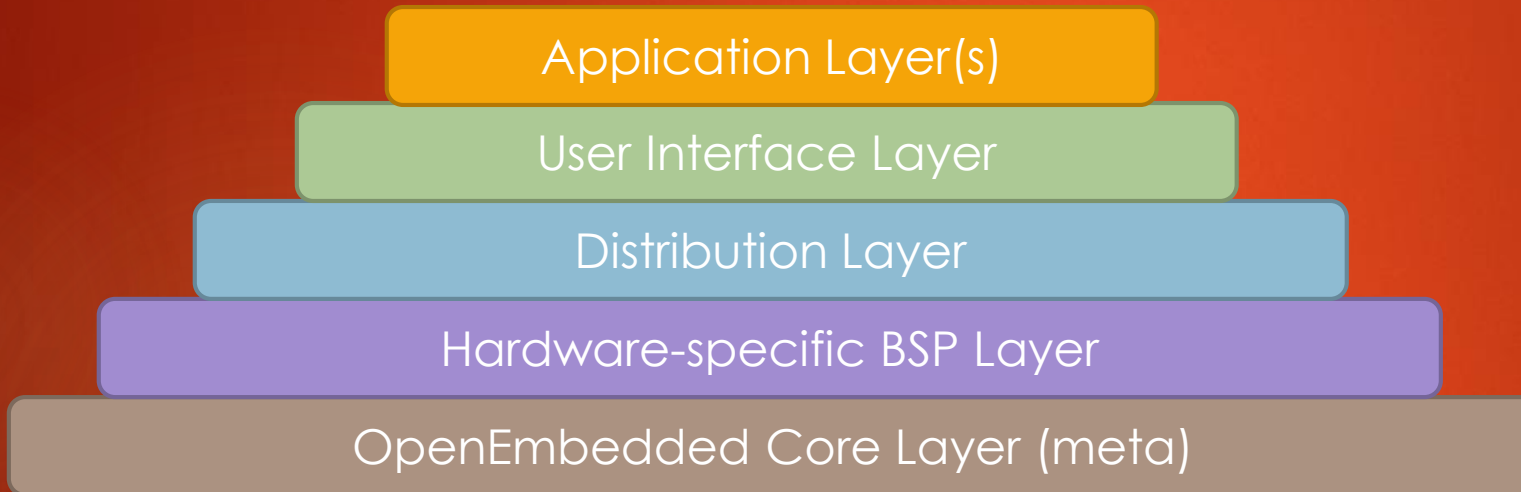 Application Layer(s)
User Interface Layer
Distribution Layer
Hardware-specific BSP Layer
OpenEmbedded Core Layer (meta)